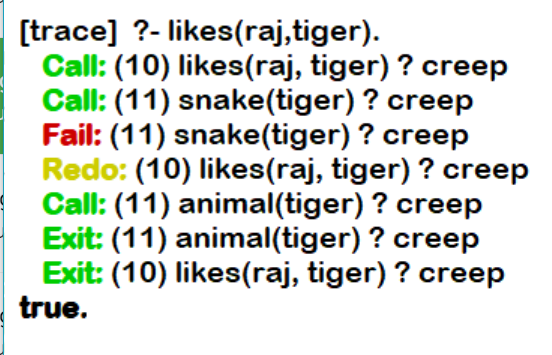 [trace] ?- likes(raj,tiger).
Call: (10) likes(raj, tiger) ? creep
Call: (11) snake(tiger) ? creep
Fail: (11) snake(tiger) ? creep
Redo: (10) likes(raj, tiger) ? creep
Call: (11) animal(tiger) ? creep
Exit: (11) animal(tiger) ? creep
Exit: (10) likes(raj, tiger) ? creep
true.